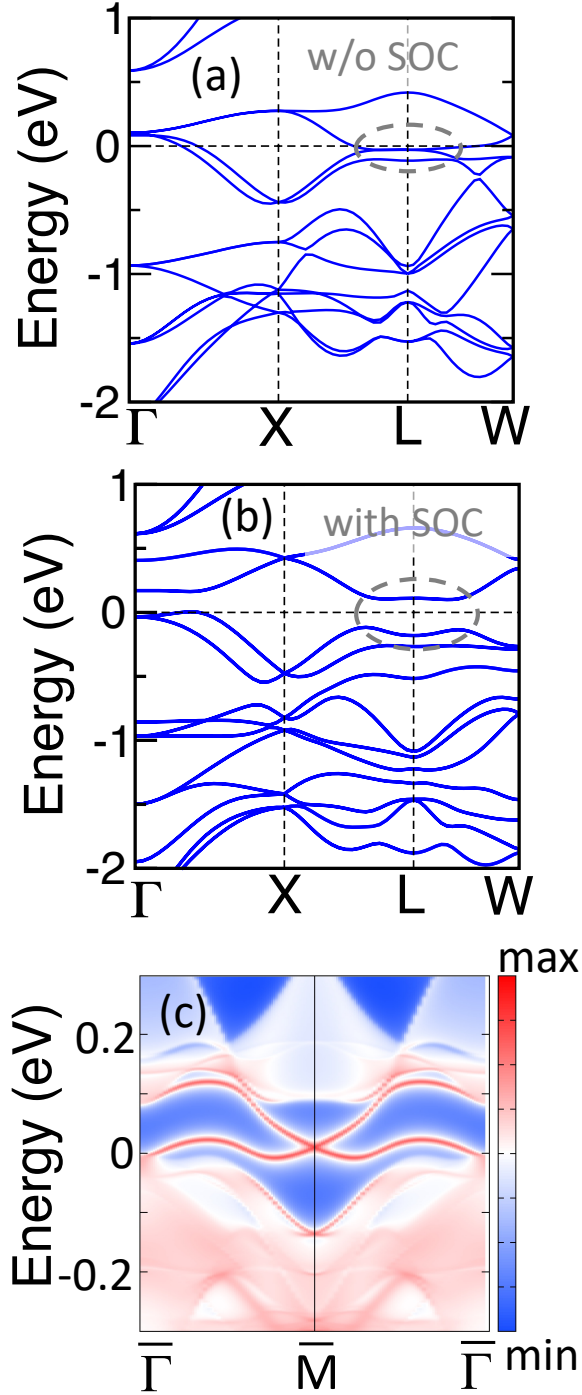 1
(a)
w/o SOC
0
-1
-2
Energy (eV)
Γ X L W
1
(b)
with SOC
0
-1
-2
Energy (eV)
Γ X L W
max
(c)
0.2
0
-0.2
Energy (eV)
min
Γ̅ M̅ Γ̅